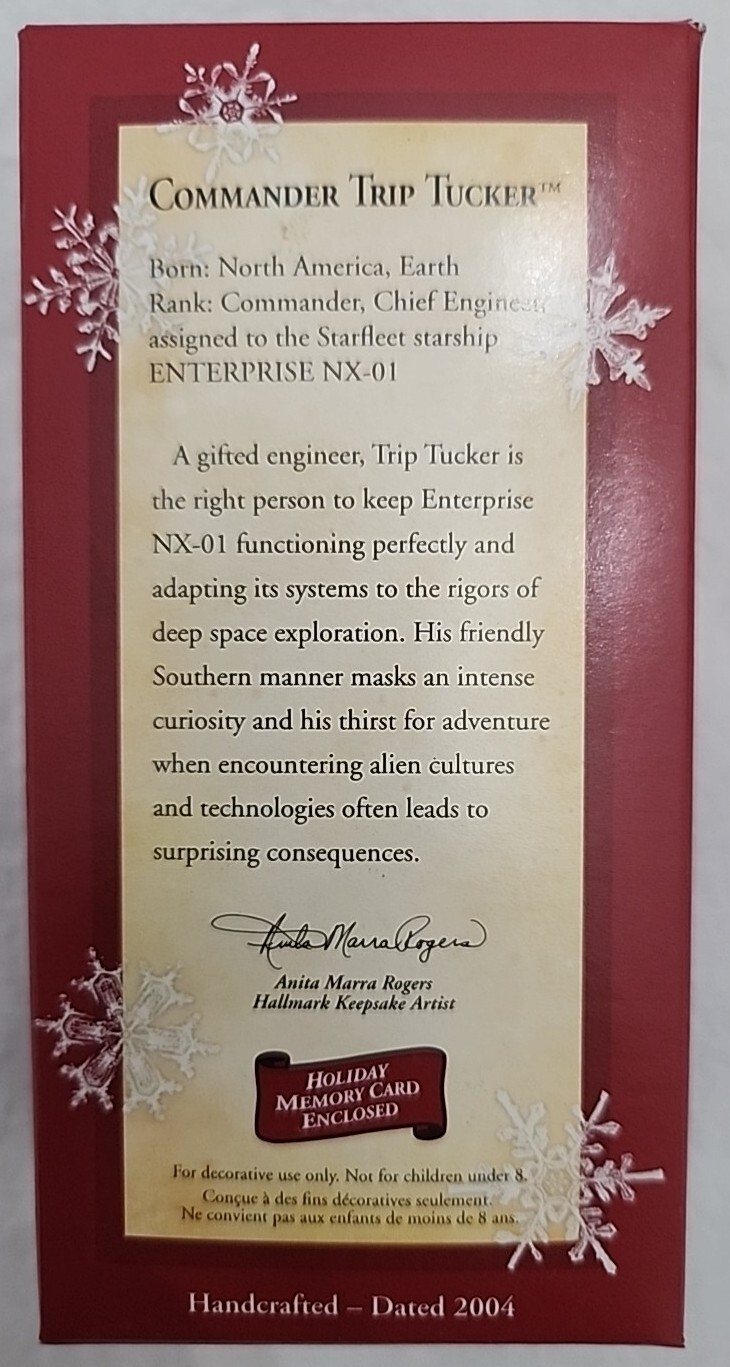 COMMANDER TRIP TUCKER™
Born: North America, Earth
Rank: Commander, Chief Engineer,
assigned to the Starfleet starship
ENTERPRISE NX-01
A gifted engineer, Trip Tucker is
the right person to keep Enterprise
NX-01 functioning perfectly and
adapting its systems to the rigors of
deep space exploration. His friendly
Southern manner masks an intense
curiosity and his thirst for adventure
when encountering alien cultures
and technologies often leads to
surprising consequences.
Anita Marra Rogers
Anita Marra Rogers
Hallmark Keepsake Artist
HOLIDAY
MEMORY CARD
ENCLOSED
For decorative use only. Not for children under 8.
Conçue à des fins décoratives seulement.
Ne convient pas aux enfants de moins de 8 ans.
Handcrafted – Dated 2004